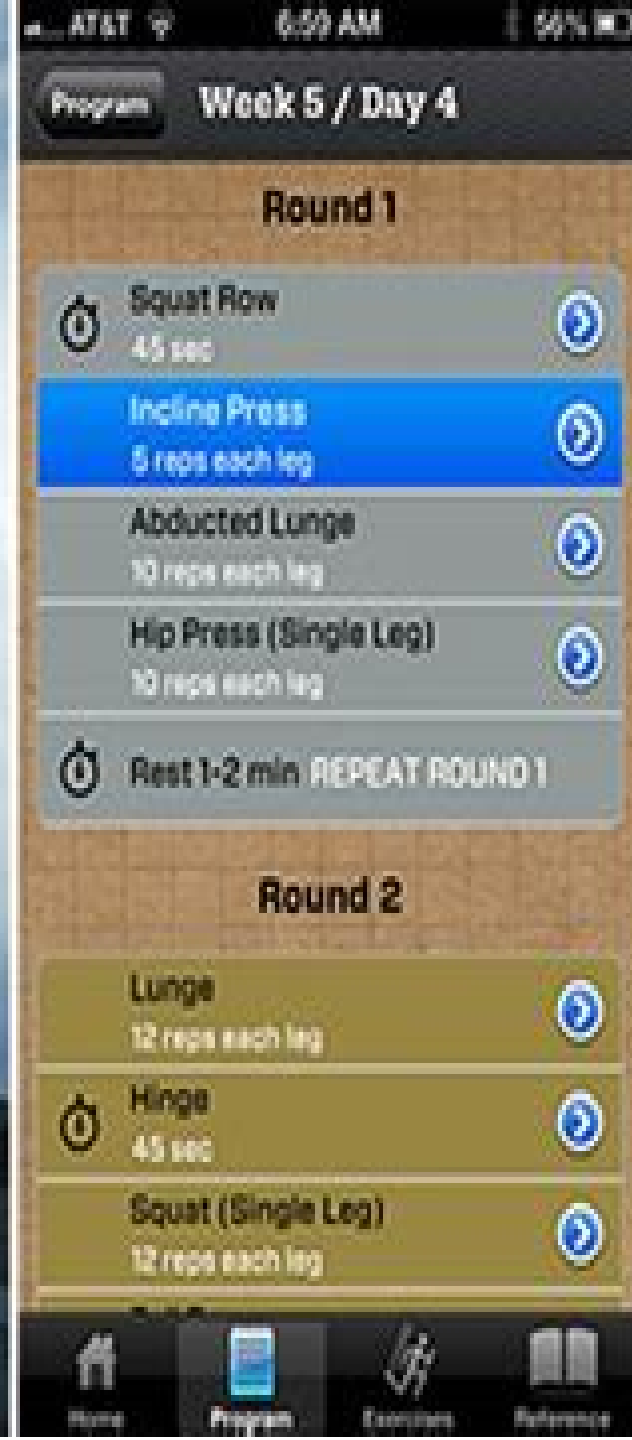 AT&T 6:59 AM 56%
Program Week 5 / Day 4
Round 1
Squat Row
45 sec
Incline Press
5 reps each leg
Abducted Lunge
10 reps each leg
Hip Press (Single Leg)
10 reps each leg
Rest 1-2 min REPEAT ROUND 1
Round 2
Lunge
12 reps each leg
Hinge
45 sec
Squat (Single Leg)
12 reps each leg
Home Program Exercises Reference